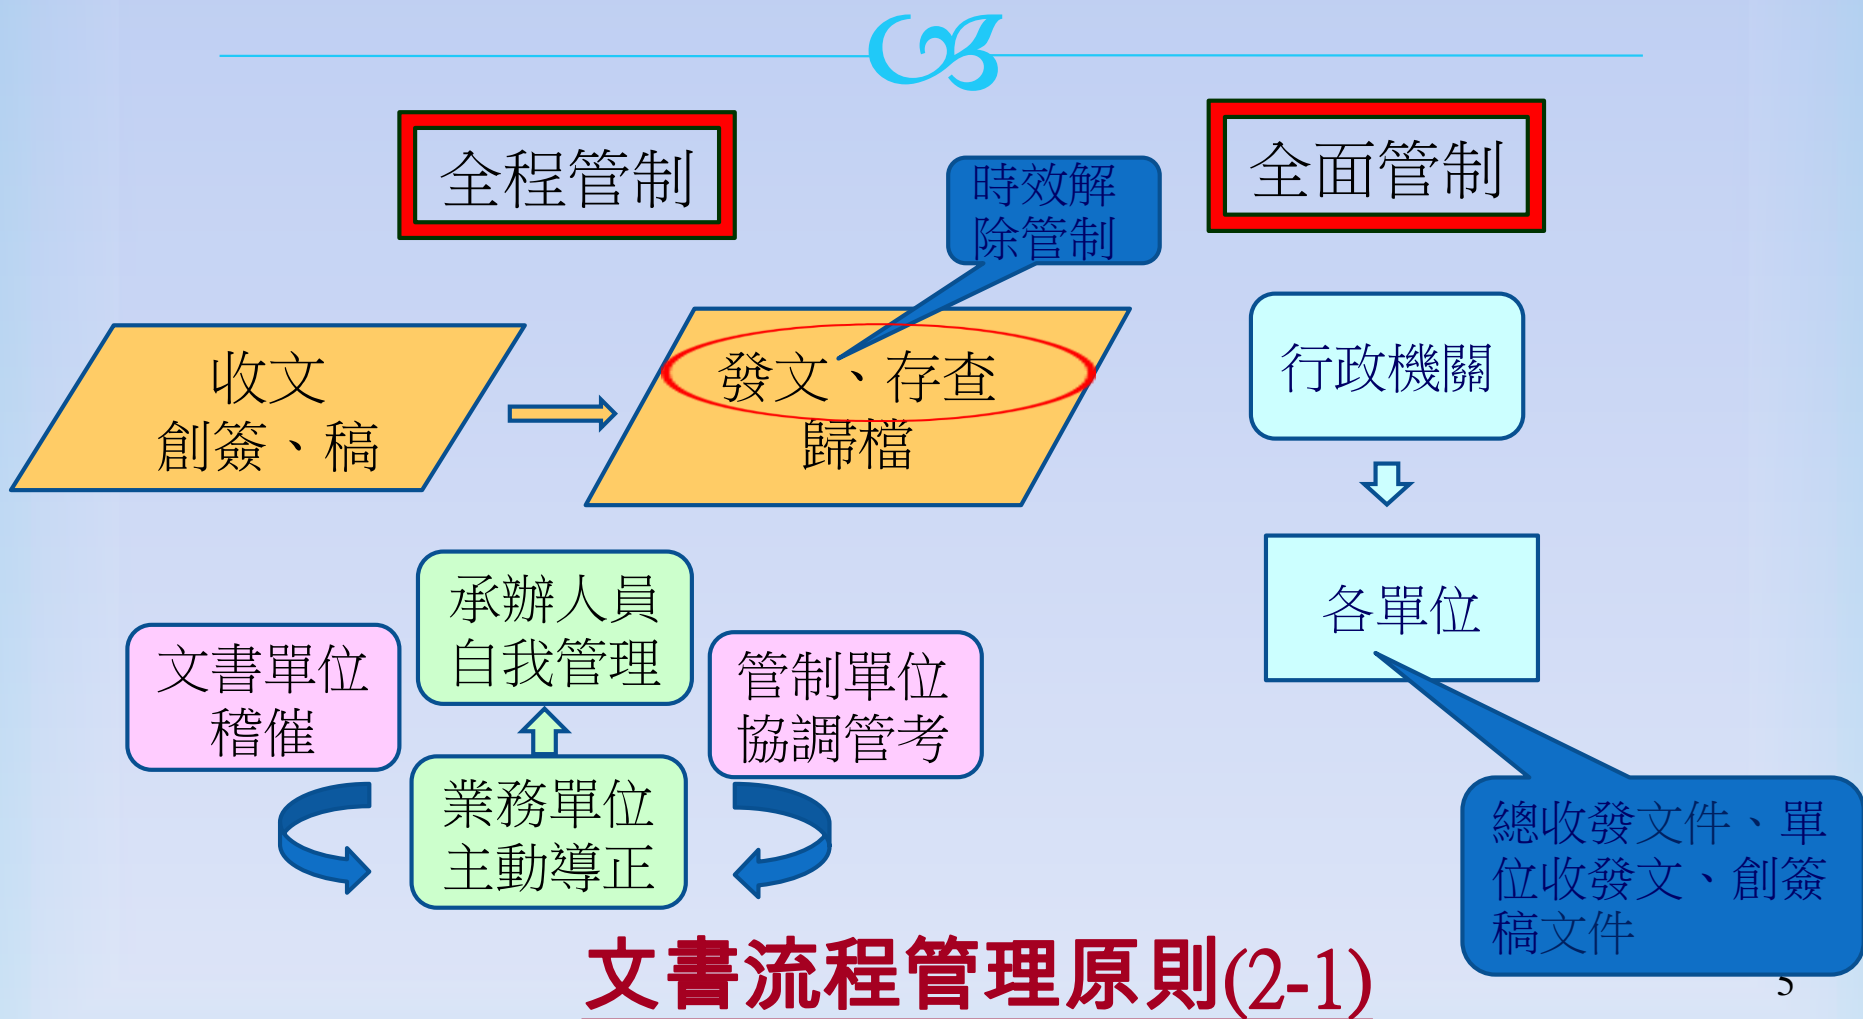 全程管制
全面管制
時效解
除管制
收文
創簽、稿
發文、存查
歸檔
行政機關
各單位
承辦人員
自我管理
文書單位
稽催
管制單位
協調管考
業務單位
主動導正
總收發文件、單
位收發文、創簽
稿文件
文書流程管理原則(2-1)
5